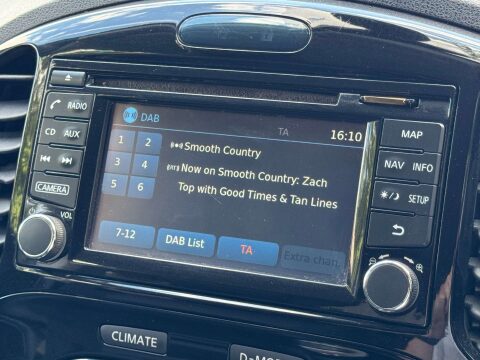 RADIO
CD AUX
CAMERA
VOL
DAB
TA 16:10
1 2
3 4
5 6
Smooth Country
Now on Smooth Country: Zach
Top with Good Times & Tan Lines
7-12 DAB List TA Extra chan.
MAP
NAV INFO
SETUP
CLIMATE
D-MO